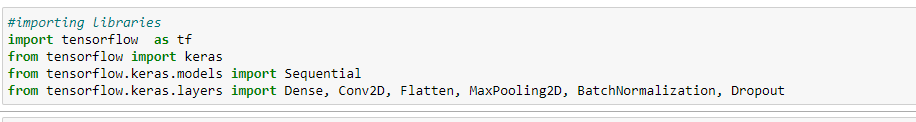 #importing libraries
import tensorflow  as tf
from tensorflow import keras
from tensorflow.keras.models import Sequential
from tensorflow.keras.layers import Dense, Conv2D, Flatten, MaxPooling2D, BatchNormalization, Dropout